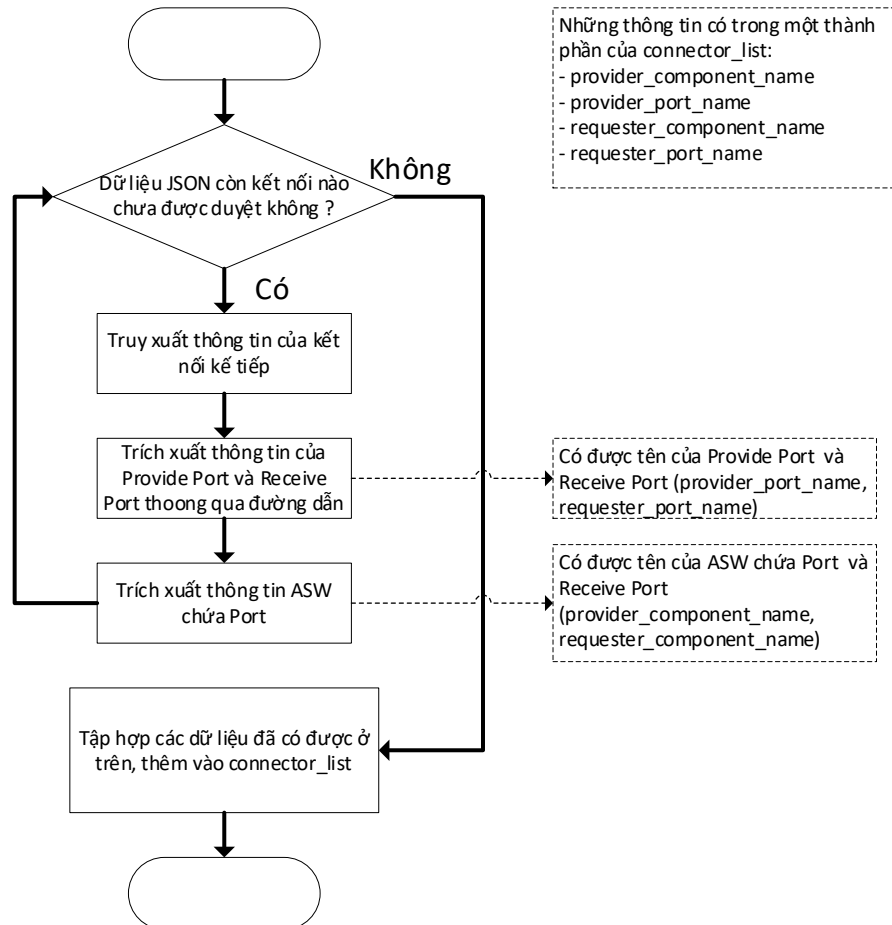 Những thông tin có trong một thành
phần của connector_list:
- provider_component_name
- provider_port_name
- requester_component_name
- requester_port_name
Không
Dữ liệu JSON còn kết nối nào
chưa được duyệt không ?
Có
Truy xuất thông tin của kết
nối kế tiếp
Trích xuất thông tin của
Provide Port và Receive
Port thoong qua đường dẫn
Có được tên của Provide Port và
Receive Port (provider_port_name,
requester_port_name)
Trích xuất thông tin ASW
chứa Port
Có được tên của ASW chứa Port và
Receive Port
(provider_component_name,
requester_component_name)
Tập hợp các dữ liệu đã có được ở
trên, thêm vào connector_list